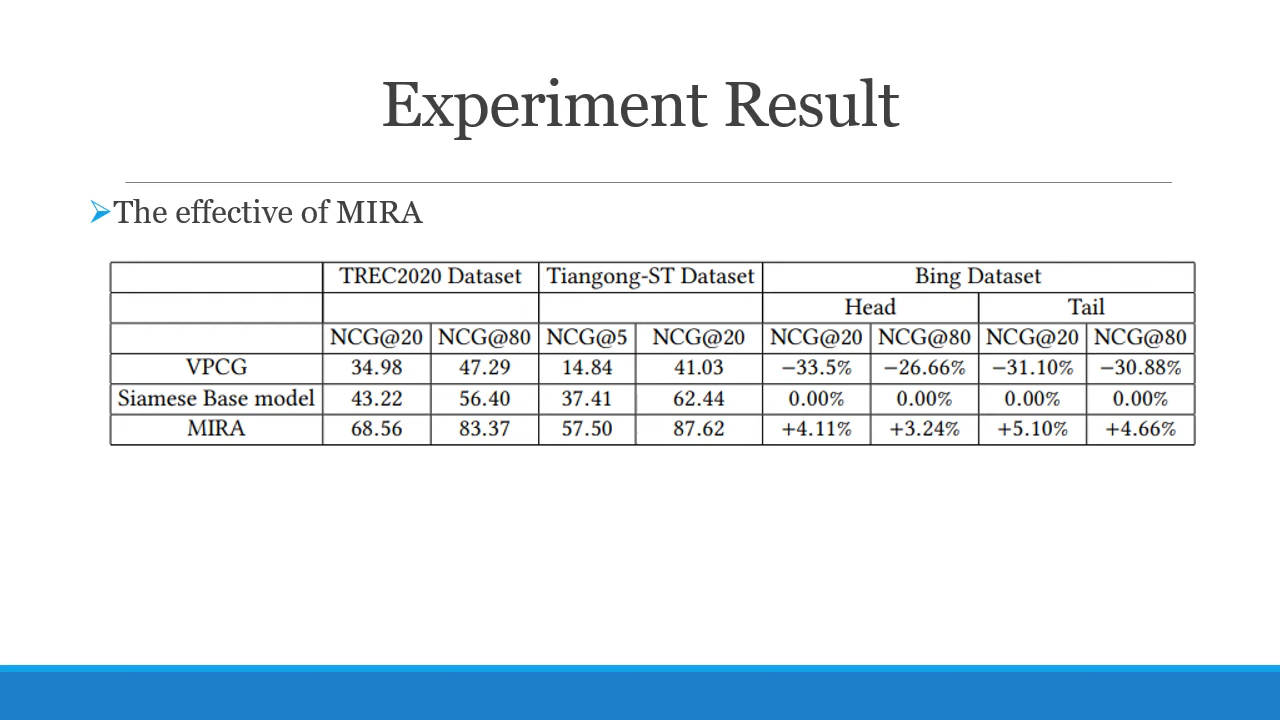 Experiment Result
The effective of MIRA
TREC2020 Dataset Tiangong-ST Dataset Bing Dataset
Head Tail
NCG@20 NCG@80 NCG@5 NCG@20 NCG@20 NCG@80 NCG@20 NCG@80
VPCG 34.98 47.29 14.84 41.03 −33.5% −26.66% −31.10% −30.88%
Siamese Base model 43.22 56.40 37.41 62.44 0.00% 0.00% 0.00% 0.00%
MIRA 68.56 83.37 57.50 87.62 +4.11% +3.24% +5.10% +4.66%